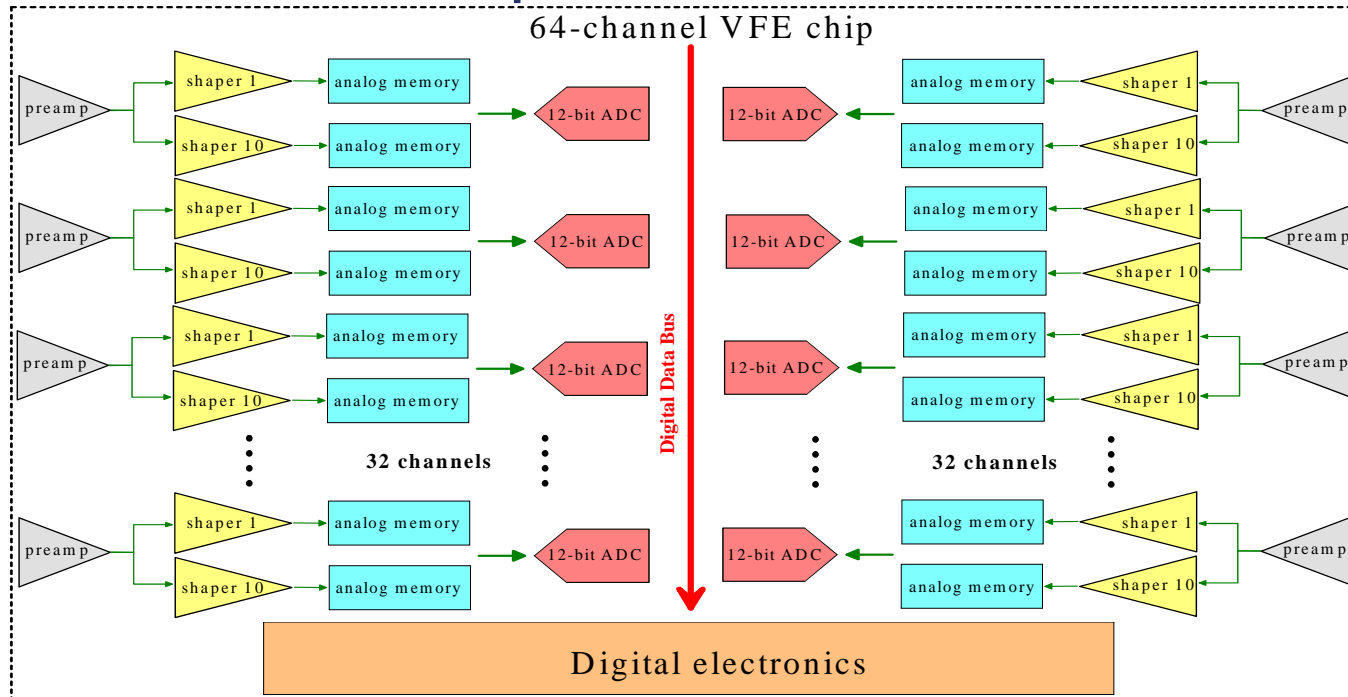 64-channel VFE chip
shaper 1
analog memory
preamp
12-bit ADC
shaper 10
analog memory
shaper 1
analog memory
preamp
12-bit ADC
shaper 10
analog memory
shaper 1
analog memory
preamp
12-bit ADC
shaper 10
analog memory
32 channels
shaper 1
analog memory
preamp
12-bit ADC
shaper 10
analog memory
Digital Data Bus
analog memory
shaper 1
12-bit ADC
preamp
analog memory
shaper 10
analog memory
shaper 1
12-bit ADC
preamp
analog memory
shaper 10
analog memory
shaper 1
12-bit ADC
preamp
analog memory
shaper 10
32 channels
analog memory
shaper 1
12-bit ADC
preamp
analog memory
shaper 10
Digital electronics